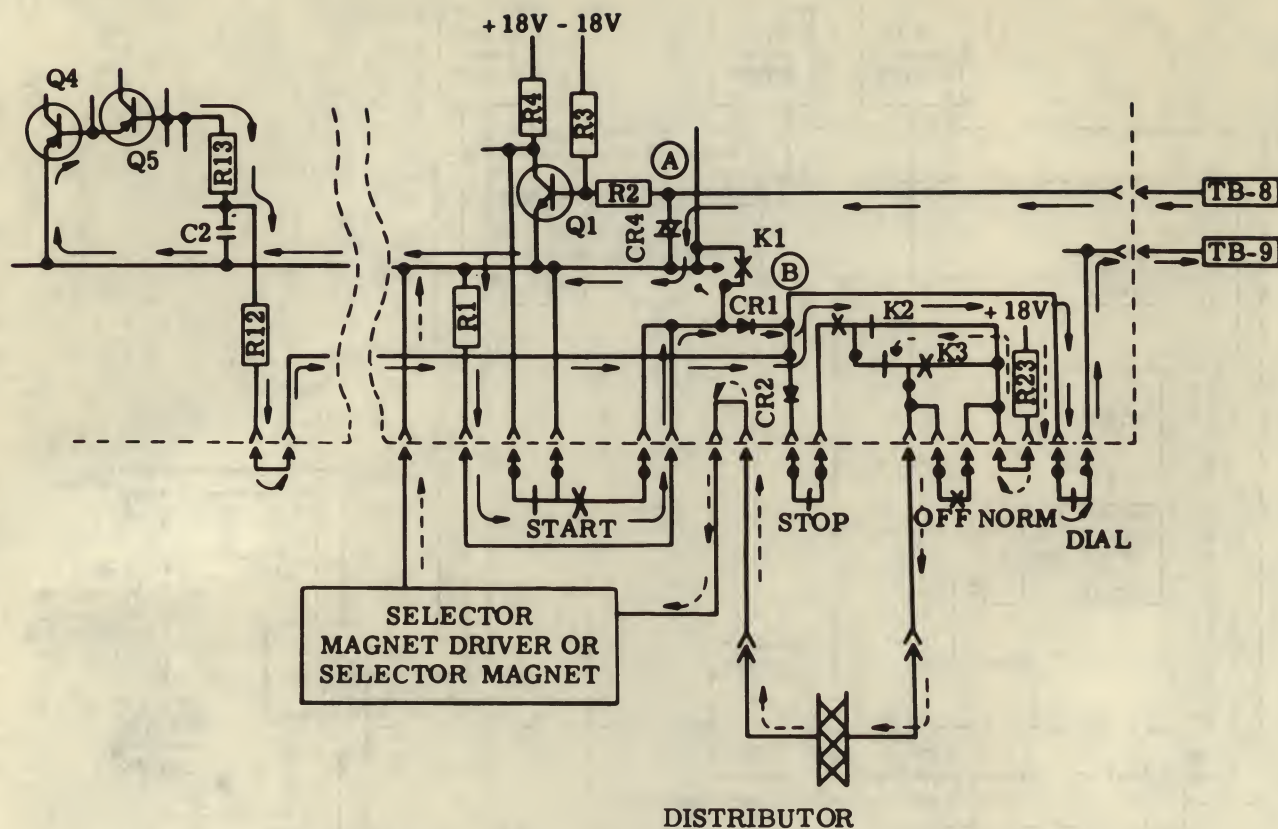 + 18V - 18V
Q4
Q5
R13
C2
R12
R4
R3
Q1
R2
A
CR4
K1
B
TB-8
TB-9
R1
CR1
K2
+ 18V
K3
CR2
R23
START
STOP
OFF NORM
DIAL
SELECTOR
MAGNET DRIVER OR
SELECTOR MAGNET
DISTRIBUTOR